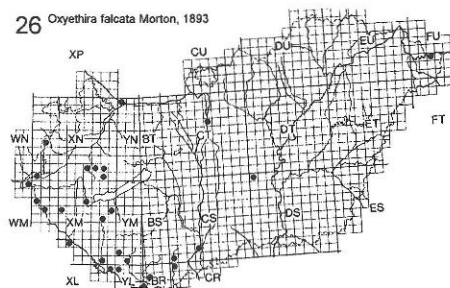 26 Oxyethira falcata Morton, 1893
XP CU DU EU FU
WN XN YN BT DT ET FT
WM XM YM BS CS DS ES
XL YL BR CR